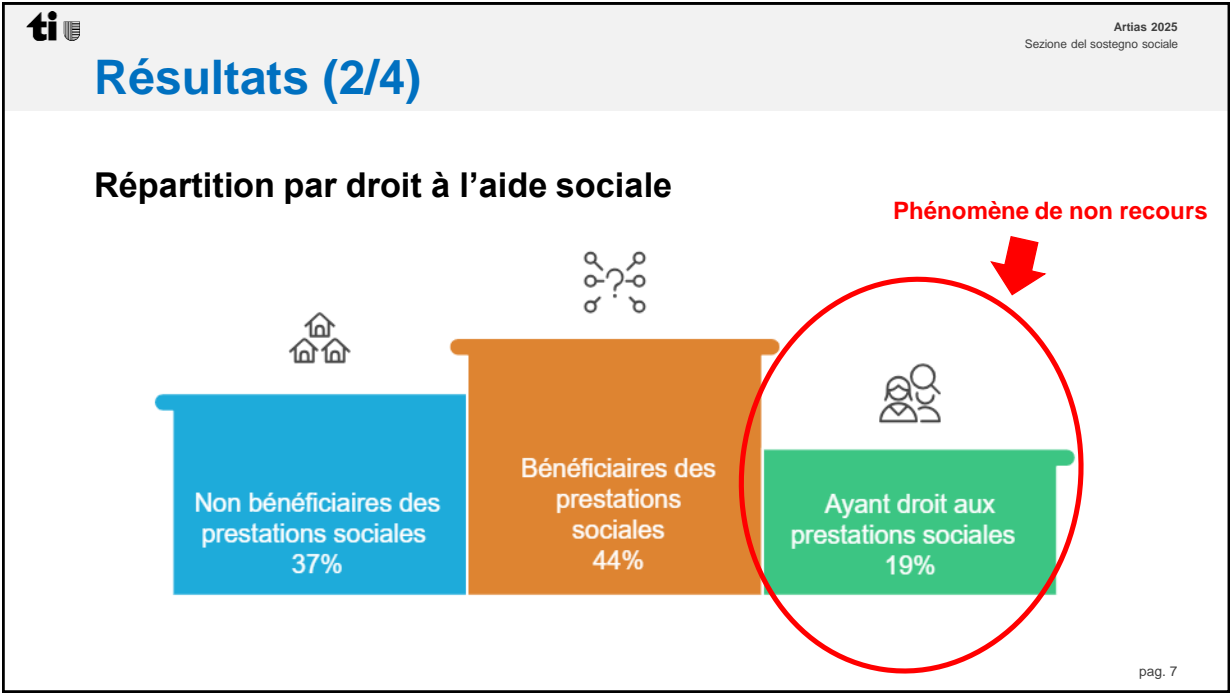 ti
Artias 2025
Sezione del sostegno sociale
Résultats (2/4)
Répartition par droit à l’aide sociale
Phénomène de non recours
?
Non bénéficiaires des
prestations sociales
37%
Bénéficiaires des
prestations
sociales
44%
Ayant droit aux
prestations sociales
19%
pag. 7